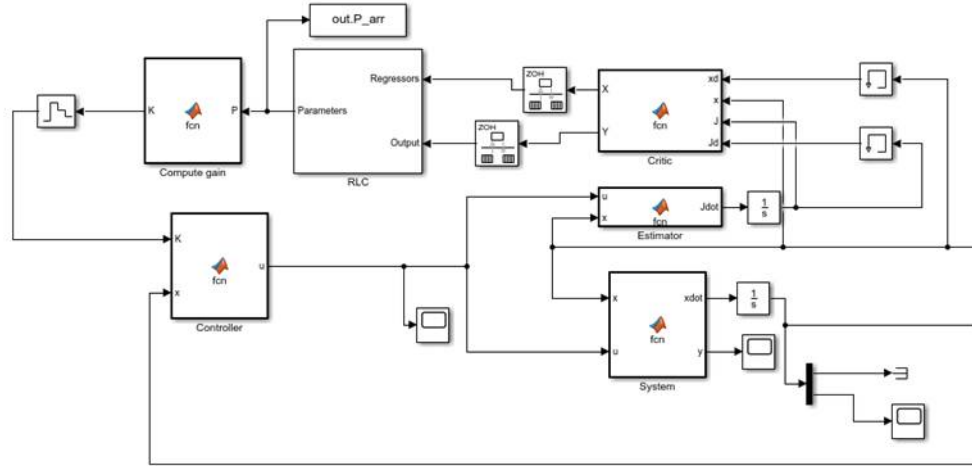 out.P_arr
K
fcn
P
Compute gain
Regressors
Parameters
Output
RLC
ZOH
ZOH
X
Y
fcn
xd
x
J
Jd
Critic
u
x
fcn
Jdot
Estimator
1
s
K
x
fcn
u
Controller
x
u
fcn
xdot
y
System
1
s